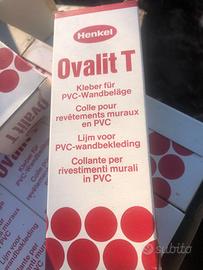 Henkel
Ovalit T
Kleber für
PVC-Wandbeläge
Colle pour
revêtements muraux
en PVC
Lijm voor
PVC-wandbekleding
Collante per
rivestimenti murali
in PVC
Ovalit T
subito